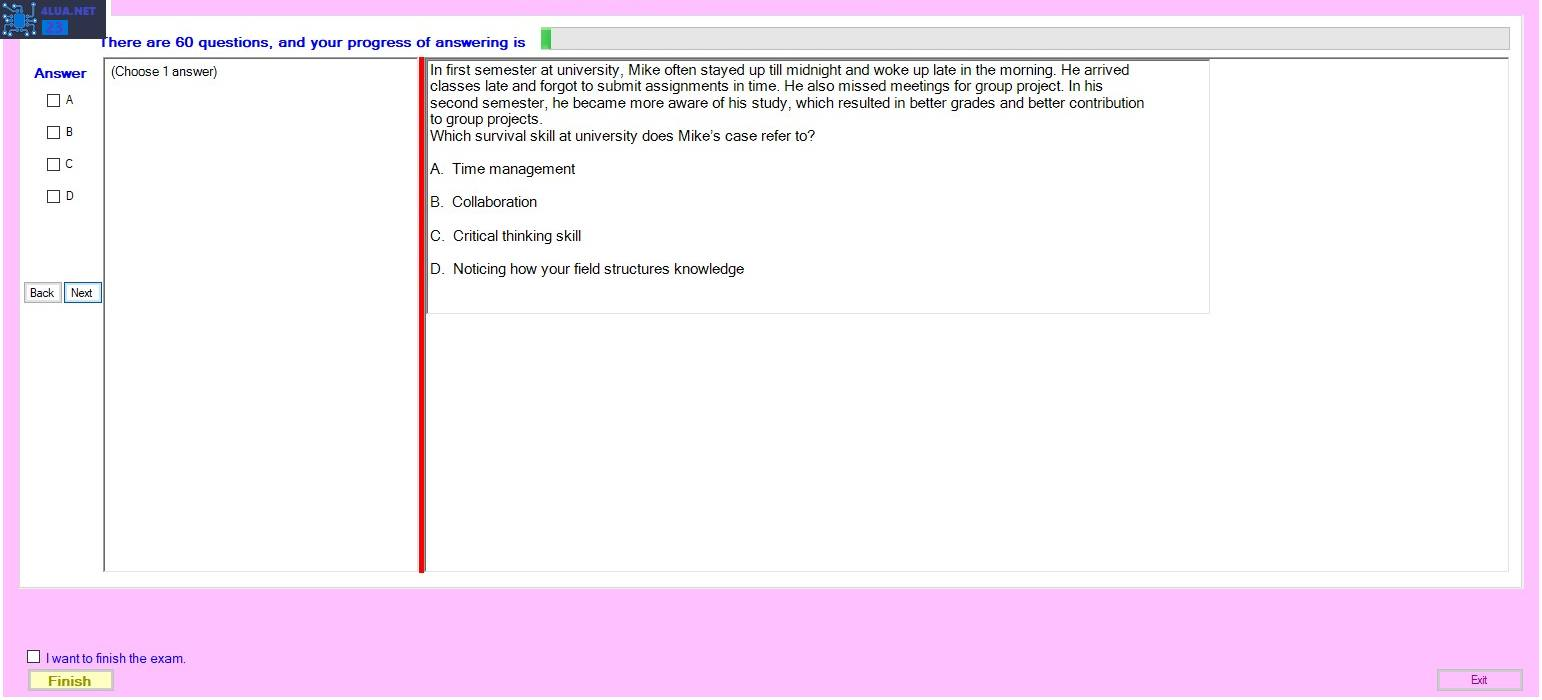 4LUA.NET
23
There are 60 questions, and your progress of answering is
Answer
A
B
C
D
Back Next
(Choose 1 answer)
In first semester at university, Mike often stayed up till midnight and woke up late in the morning. He arrived
classes late and forgot to submit assignments in time. He also missed meetings for group project. In his
second semester, he became more aware of his study, which resulted in better grades and better contribution
to group projects.
Which survival skill at university does Mike's case refer to?
A. Time management
B. Collaboration
C. Critical thinking skill
D. Noticing how your field structures knowledge
I want to finish the exam.
Finish
Exit